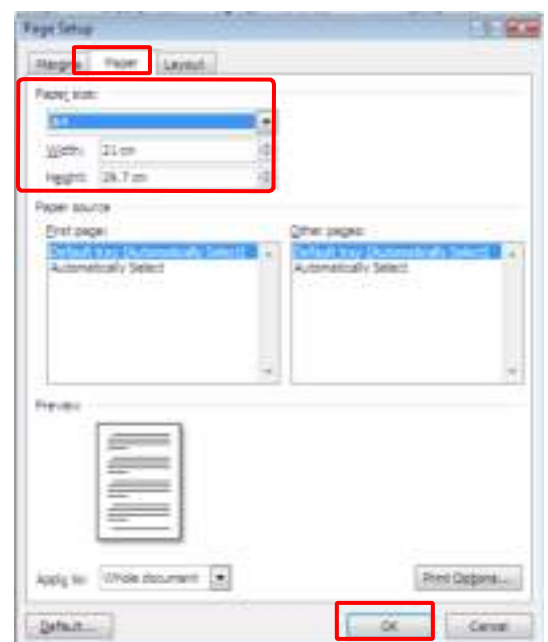 Page Setup
Margins Paper Layout
Paper size:
A4
Width: 21 cm
Height: 29.7 cm
Paper source
First page: Other pages:
Default tray (Automatically Select) Default tray (Automatically Select)
Automatically Select Automatically Select
Preview
Apply to: Whole document Print Options...
Default... OK Cancel